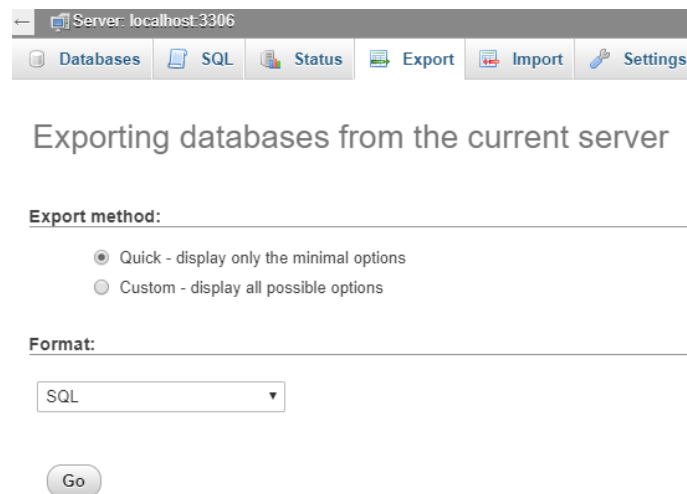 Server: localhost:3306
Databases SQL Status Export Import Settings
Exporting databases from the current server
Export method:
Quick - display only the minimal options
Custom - display all possible options
Format:
SQL
Go